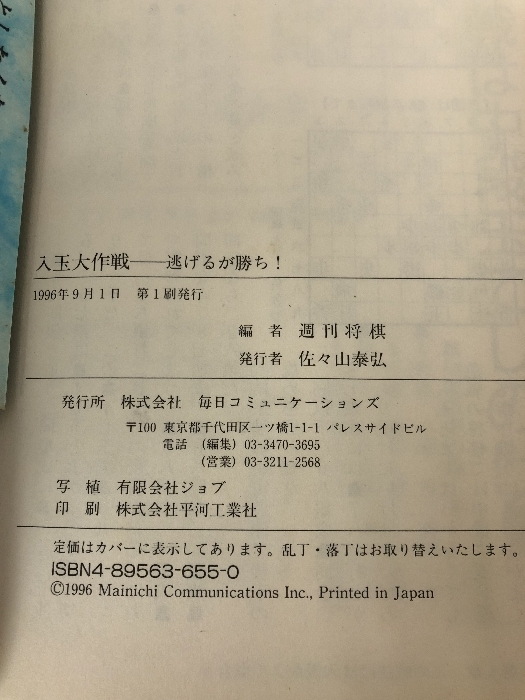 入玉大作戦――逃げるが勝ち！
1996年9月1日　第1刷発行
編　者　週刊将棋
発行者　佐々山泰弘
発行所　株式会社　毎日コミュニケーションズ
〒100 東京都千代田区一ツ橋1-1-1 パレスサイドビル
電話　(編集)　03-3470-3695
(営業)　03-3211-2568
写　植　有限会社ジョブ
印　刷　株式会社平河工業社
定価はカバーに表示してあります。乱丁・落丁はお取り替えいたします。
ISBN4-89563-655-0
©1996 Mainichi Communications Inc., Printed in Japan